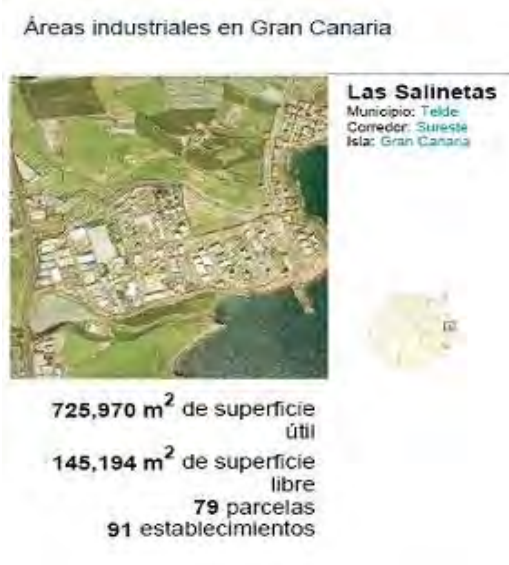 Áreas industriales en Gran Canaria
Las Salinetas
Municipio: Telde
Corredor: Sureste
Isla: Gran Canaria
725,970 m² de superficie
útil
145,194 m² de superficie
libre
79 parcelas
91 establecimientos